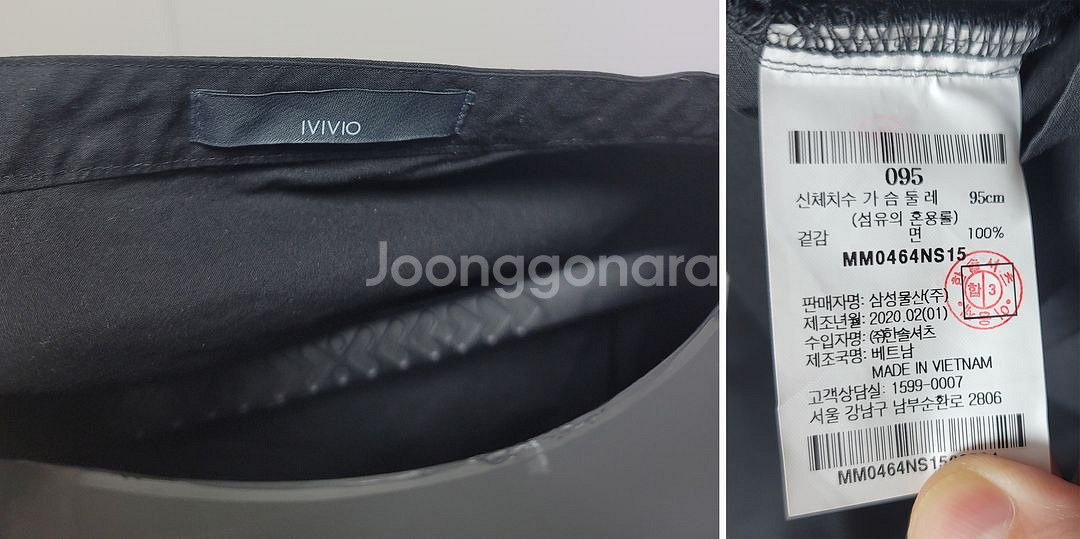 IVIVIO
Joonggonara
095
신체치수 가 슴 둘 레 95cm
(섬유의 혼용률)
겉감 면 100%
MM0464NS15
함 3
판매자명: 삼성물산(주)
제조년월: 2020.02(01)
수입자명: ㈜한솔셔츠
제조국명: 베트남
MADE IN VIETNAM
고객상담실: 1599-0007
서울 강남구 남부순환로 2806
MM0464NS15